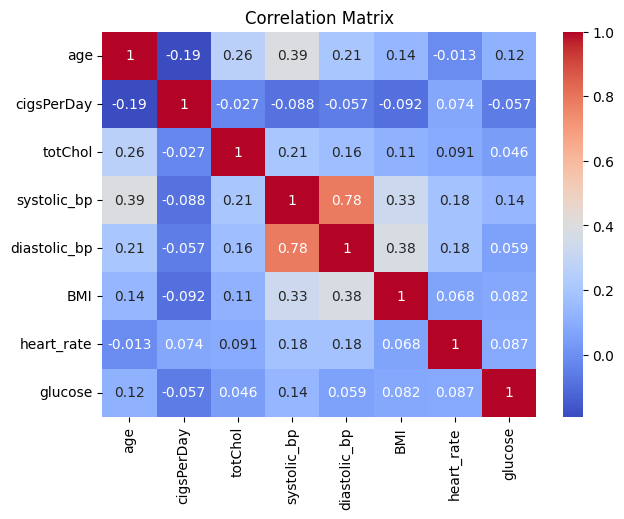 Correlation Matrix
age 1 -0.19 0.26 0.39 0.21 0.14 -0.013 0.12
cigsPerDay -0.19 1 -0.027 -0.088 -0.057 -0.092 0.074 -0.057
totChol 0.26 -0.027 1 0.21 0.16 0.11 0.091 0.046
systolic_bp 0.39 -0.088 0.21 1 0.78 0.33 0.18 0.14
diastolic_bp 0.21 -0.057 0.16 0.78 1 0.38 0.18 0.059
BMI 0.14 -0.092 0.11 0.33 0.38 1 0.068 0.082
heart_rate -0.013 0.074 0.091 0.18 0.18 0.068 1 0.087
glucose 0.12 -0.057 0.046 0.14 0.059 0.082 0.087 1
age cigsPerDay totChol systolic_bp diastolic_bp BMI heart_rate glucose
1.0
0.8
0.6
0.4
0.2
0.0